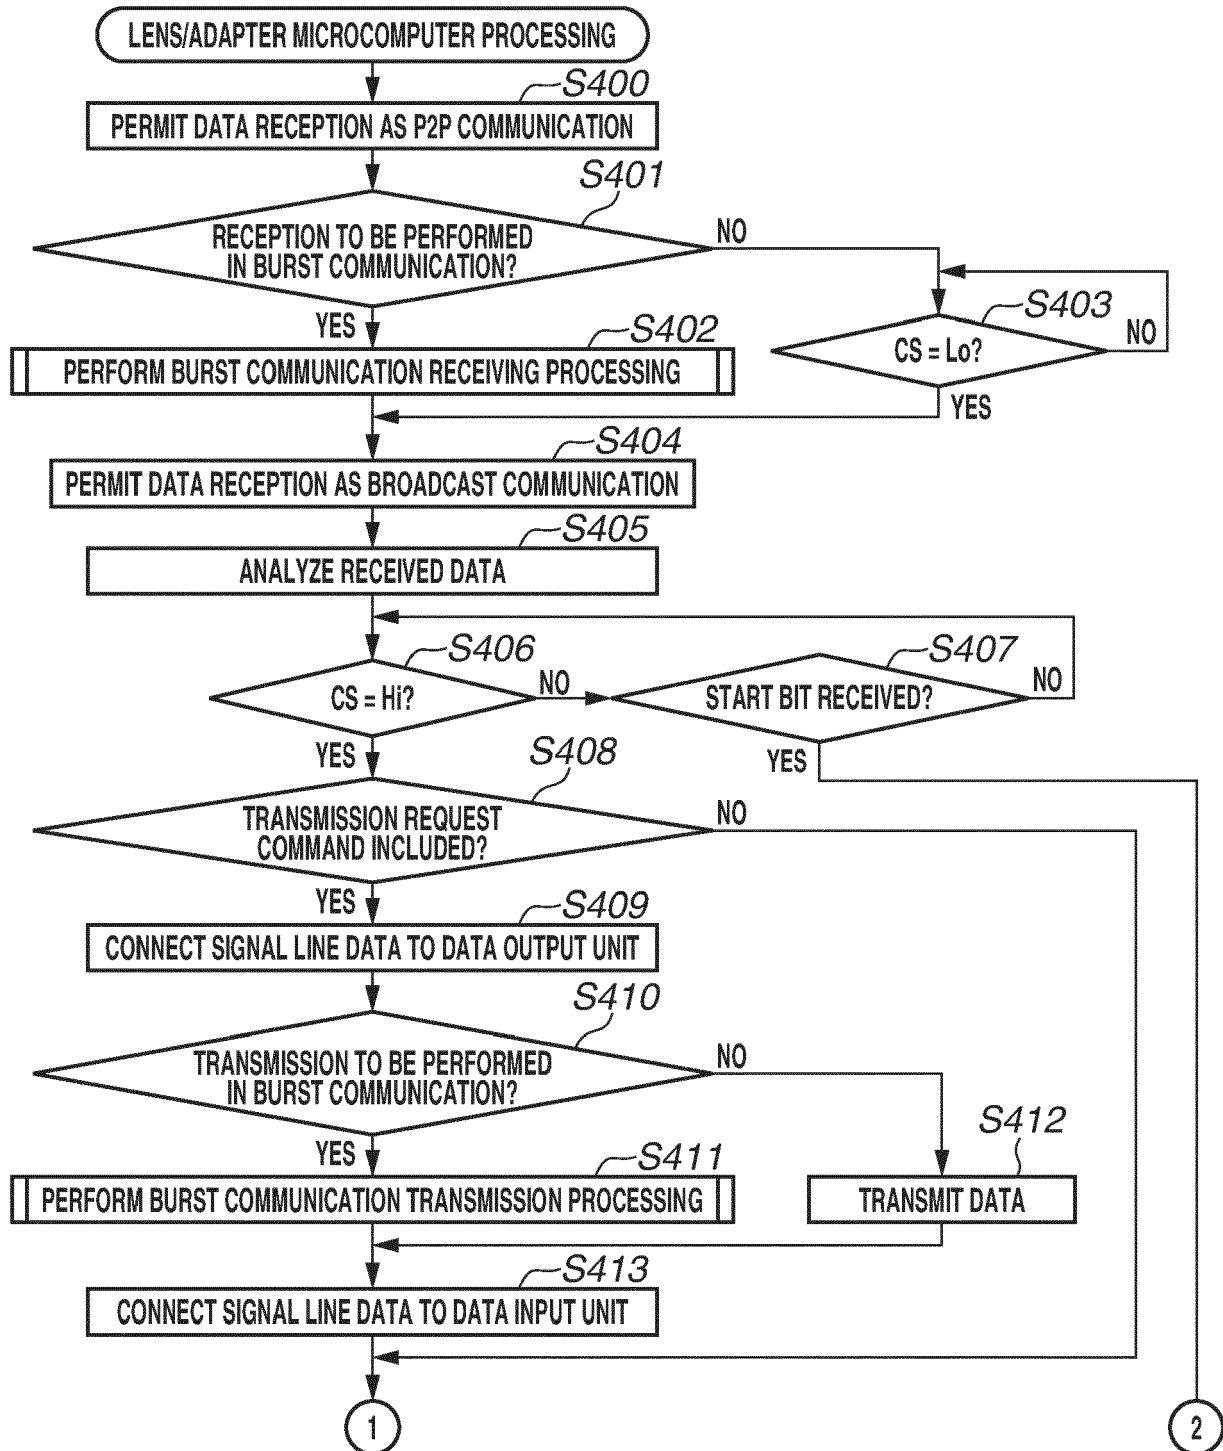 LENS/ADAPTER MICROCOMPUTER PROCESSING
S400
PERMIT DATA RECEPTION AS P2P COMMUNICATION
S401
RECEPTION TO BE PERFORMED
IN BURST COMMUNICATION?
NO
YES
S402
PERFORM BURST COMMUNICATION RECEIVING PROCESSING
S403
CS = Lo?
NO
YES
S404
PERMIT DATA RECEPTION AS BROADCAST COMMUNICATION
S405
ANALYZE RECEIVED DATA
S406
CS = Hi?
NO
YES
S407
START BIT RECEIVED?
NO
YES
S408
TRANSMISSION REQUEST
COMMAND INCLUDED?
NO
YES
S409
CONNECT SIGNAL LINE DATA TO DATA OUTPUT UNIT
S410
TRANSMISSION TO BE PERFORMED
IN BURST COMMUNICATION?
NO
YES
S411
PERFORM BURST COMMUNICATION TRANSMISSION PROCESSING
S412
TRANSMIT DATA
S413
CONNECT SIGNAL LINE DATA TO DATA INPUT UNIT
1
2